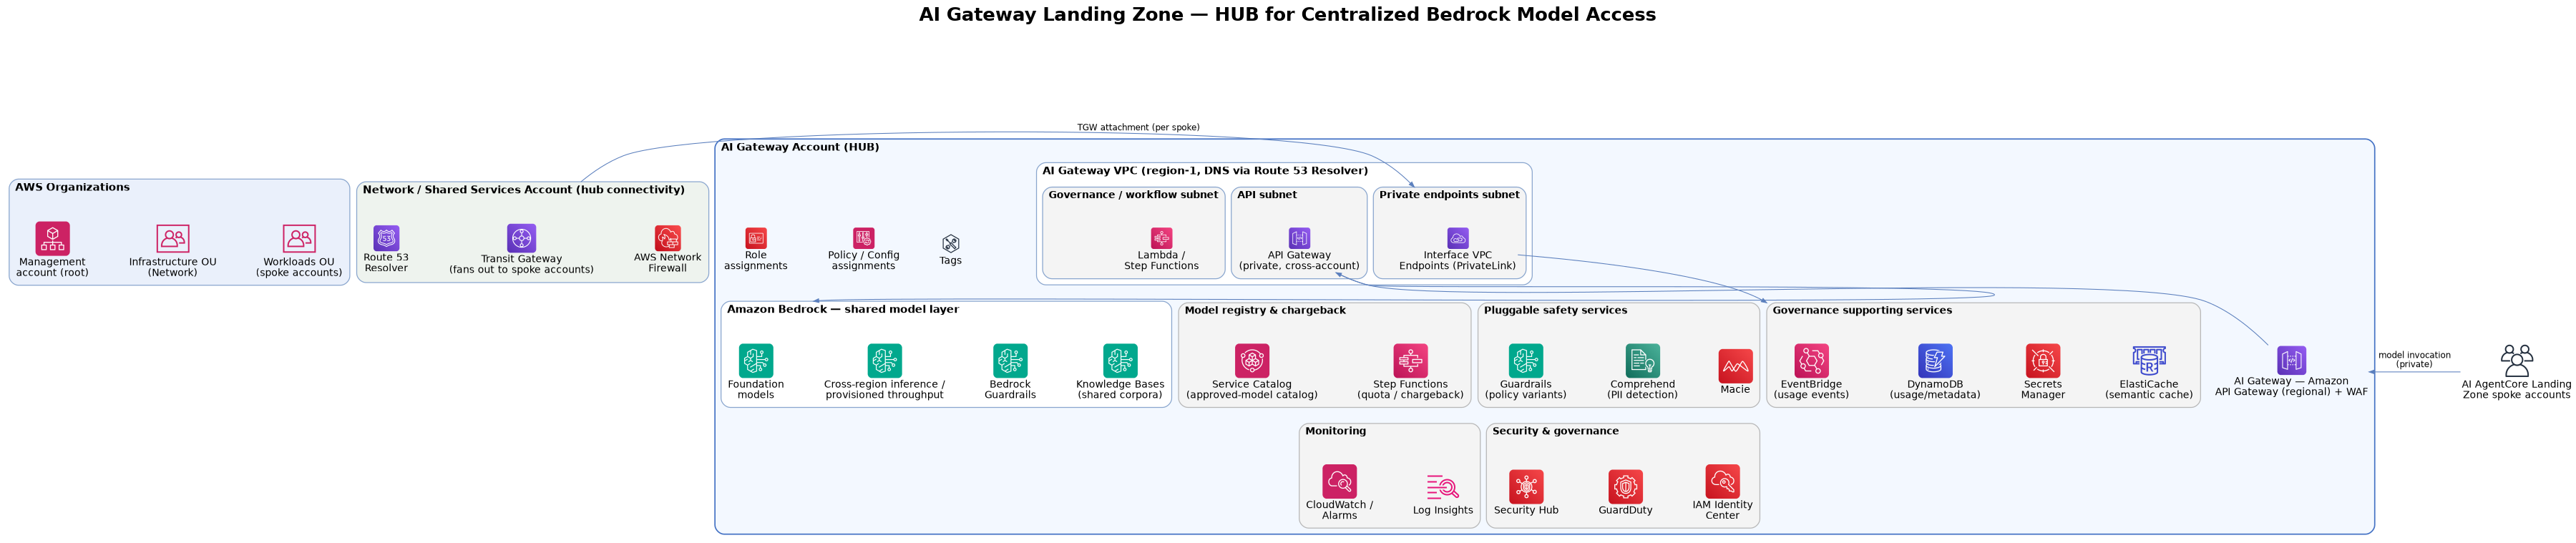 AI Gateway Landing Zone — HUB for Centralized Bedrock Model Access
TGW attachment (per spoke)
AWS Organizations
Management
account (root)
Infrastructure OU
(Network)
Workloads OU
(spoke accounts)
Network / Shared Services Account (hub connectivity)
Route 53
Resolver
Transit Gateway
(fans out to spoke accounts)
AWS Network
Firewall
AI Gateway Account (HUB)
Role
assignments
Policy / Config
assignments
Tags
AI Gateway VPC (region-1, DNS via Route 53 Resolver)
Governance / workflow subnet
Lambda /
Step Functions
API subnet
API Gateway
(private, cross-account)
Private endpoints subnet
Interface VPC
Endpoints (PrivateLink)
Amazon Bedrock — shared model layer
Foundation
models
Cross-region inference /
provisioned throughput
Bedrock
Guardrails
Knowledge Bases
(shared corpora)
Model registry & chargeback
Service Catalog
(approved-model catalog)
Step Functions
(quota / chargeback)
Pluggable safety services
Guardrails
(policy variants)
Comprehend
(PII detection)
Macie
Governance supporting services
EventBridge
(usage events)
DynamoDB
(usage/metadata)
Secrets
Manager
ElastiCache
(semantic cache)
AI Gateway — Amazon
API Gateway (regional) + WAF
model invocation
(private)
AI AgentCore Landing
Zone spoke accounts
Monitoring
CloudWatch /
Alarms
Log Insights
Security & governance
Security Hub
GuardDuty
IAM Identity
Center